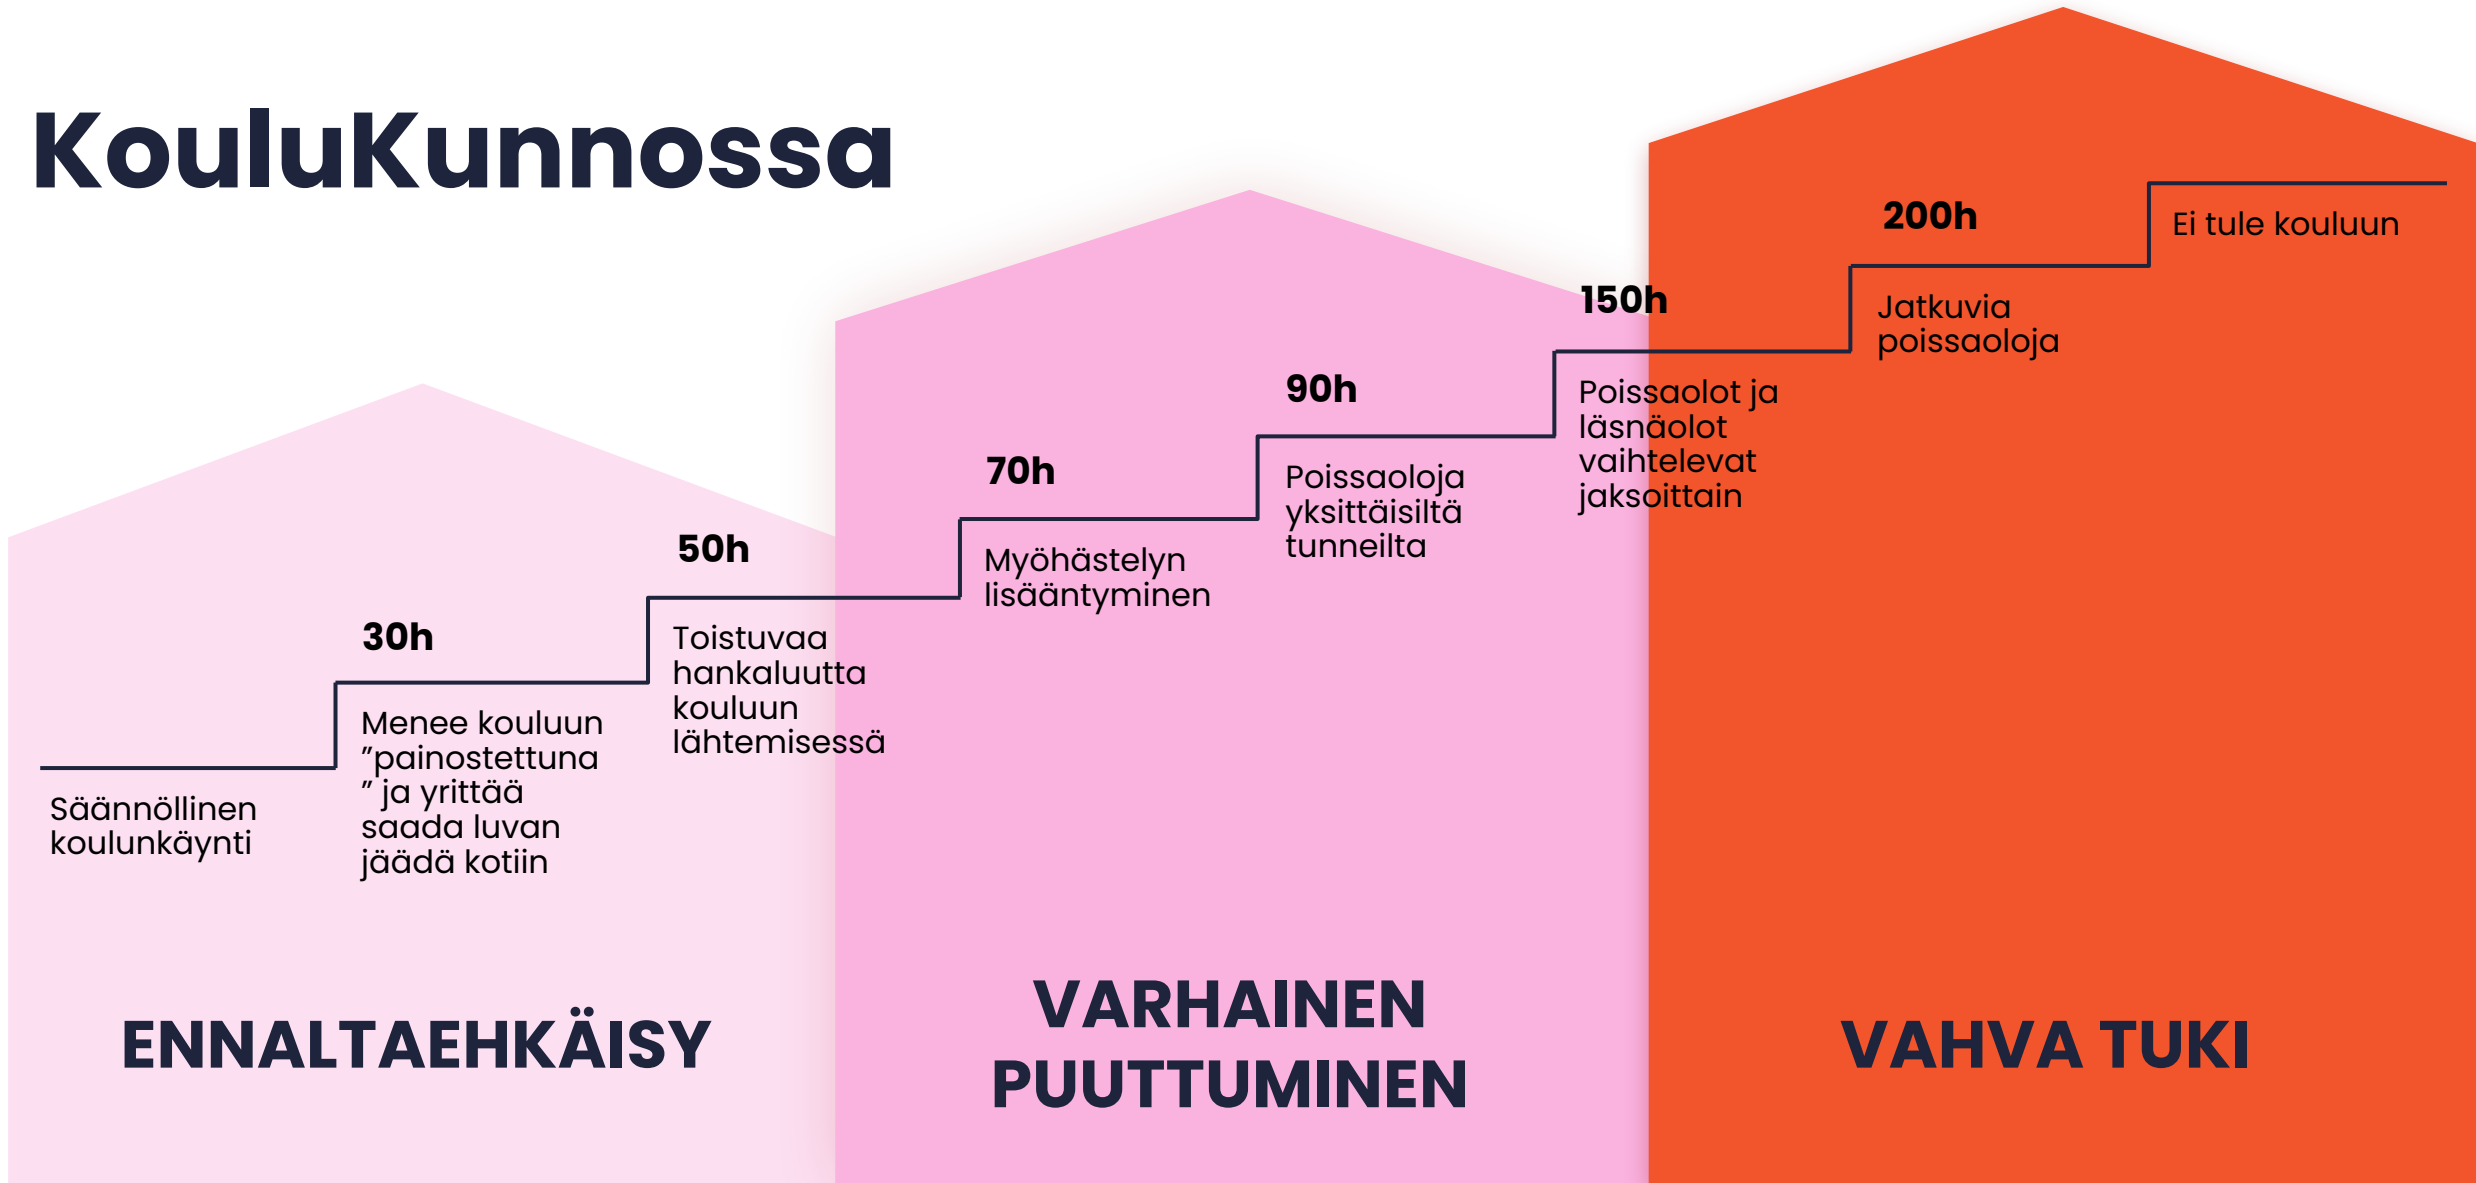 KouluKunnossa
Säännöllinen
koulunkäynti
30h
Menee kouluun
”painostettuna
” ja yrittää
saada luvan
jäädä kotiin
50h
Toistuvaa
hankaluutta
kouluun
lähtemisessä
70h
Myöhästelyn
lisääntyminen
90h
Poissaoloja
yksittäisiltä
tunneilta
150h
Poissaolot ja
läsnäolot
vaihtelevat
jaksoittain
200h
Jatkuvia
poissaoloja
Ei tule kouluun
ENNALTAEHKÄISY
VARHAINEN
PUUTTUMINEN
VAHVA TUKI